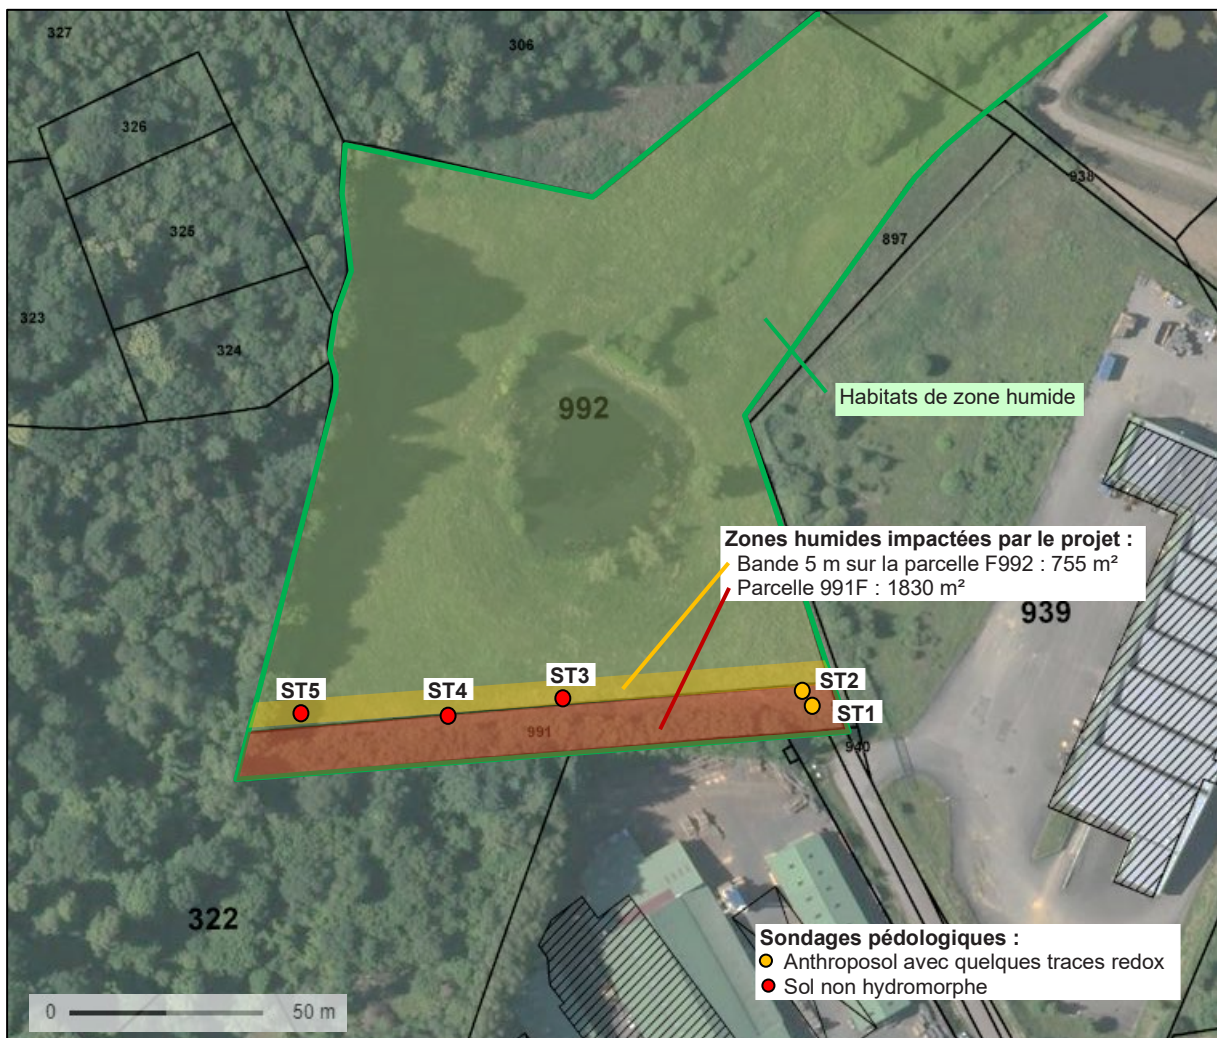 327
306
326
938
325
897
323
324
992
Habitats de zone humide
Zones humides impactées par le projet :
Bande 5 m sur la parcelle F992 : 755 m²
Parcelle 991F : 1830 m²
939
ST3
ST2
ST5
ST4
ST1
991
940
322
Sondages pédologiques :
Anthroposol avec quelques traces redox
Sol non hydromorphe
0 50 m